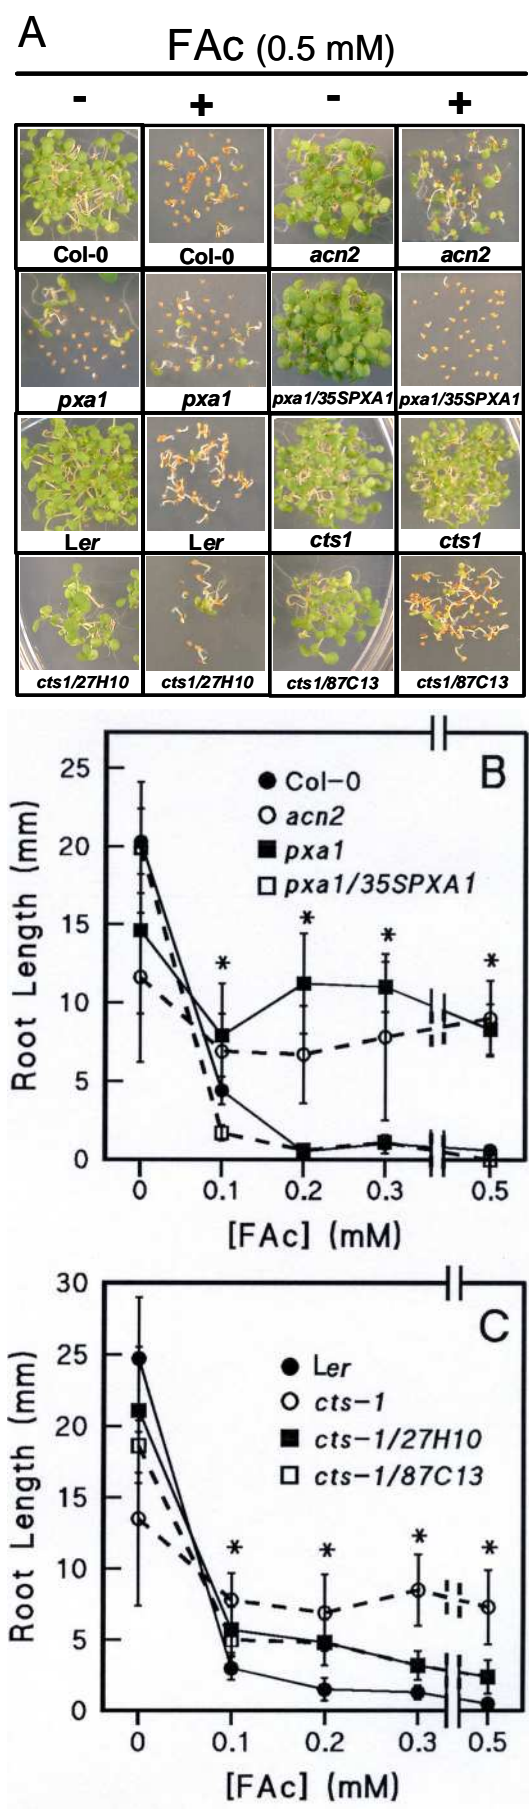 A
FAc (0.5 mM)
- + - +
Col-0 Col-0 acn2 acn2
pxa1 pxa1 pxa1/35SPXA1 pxa1/35SPXA1
Ler Ler cts1 cts1
cts1/27H10 cts1/27H10 cts1/87C13 cts1/87C13
B
Col-0
acn2
pxa1
pxa1/35SPXA1
* * * *
25
20
15
10
5
0
Root Length (mm)
0 0.1 0.2 0.3 0.5
[FAc] (mM)
C
Ler
cts-1
cts-1/27H10
cts-1/87C13
* * * *
30
25
20
15
10
5
0
Root Length (mm)
0 0.1 0.2 0.3 0.5
[FAc] (mM)